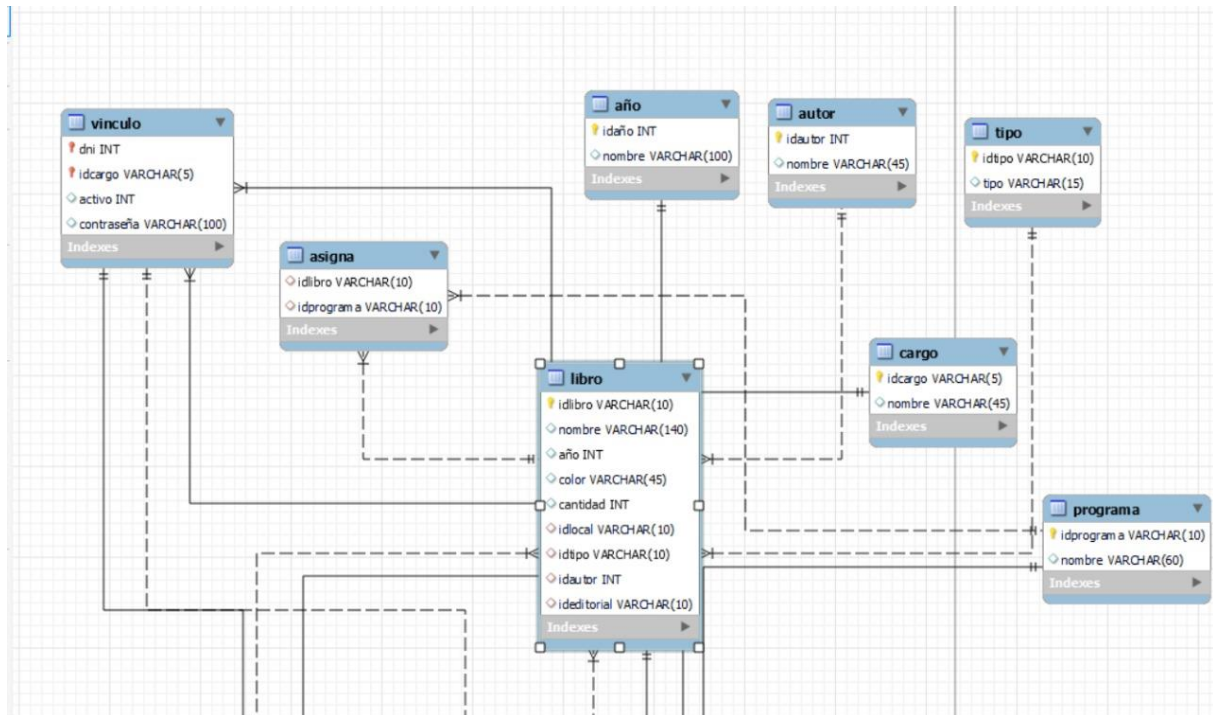 vinculo
dni INT
idcargo VARCHAR(5)
activo INT
contraseña VARCHAR(100)
Indexes
asigna
idlibro VARCHAR(10)
idprograma VARCHAR(10)
Indexes
año
idaño INT
nombre VARCHAR(100)
Indexes
autor
idautor INT
nombre VARCHAR(45)
Indexes
tipo
idtipo VARCHAR(10)
tipo VARCHAR(15)
Indexes
libro
idlibro VARCHAR(10)
nombre VARCHAR(140)
año INT
color VARCHAR(45)
cantidad INT
idlocal VARCHAR(10)
idtipo VARCHAR(10)
idautor INT
ideditorial VARCHAR(10)
Indexes
cargo
idcargo VARCHAR(5)
nombre VARCHAR(45)
Indexes
programa
idprograma VARCHAR(10)
nombre VARCHAR(60)
Indexes